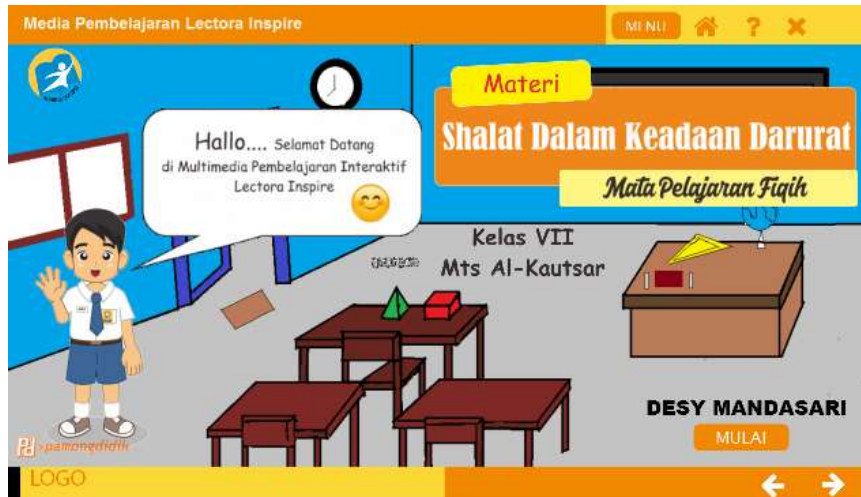 Media Pembelajaran Lectora Inspire
MENU
?
Materi
Shalat Dalam Keadaan Darurat
Mata Pelajaran Fiqih
Hallo.... Selamat Datang
di Multimedia Pembelajaran Interaktif
Lectora Inspire
Kelas VII
Mts Al-Kautsar
DESY MANDASARI
MULAI
Pd pamongdidik
LOGO